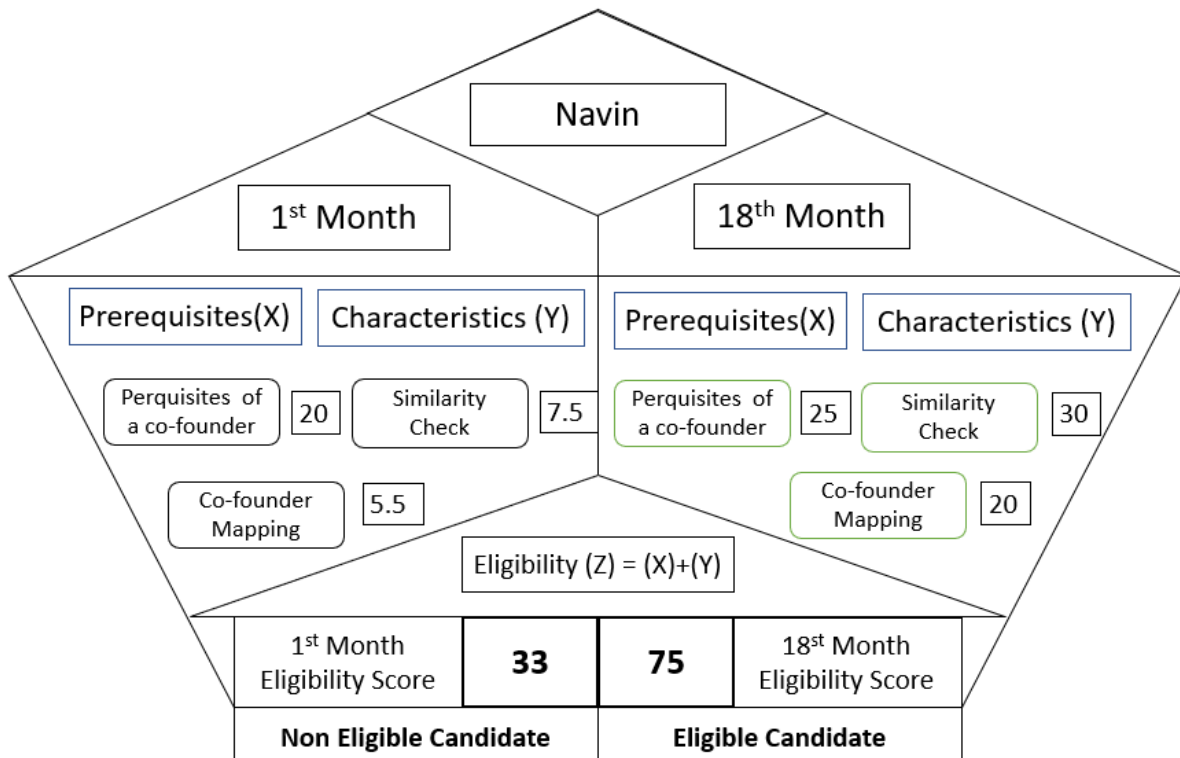 Navin
1st Month
18th Month
Prerequisites(X)
Characteristics (Y)
Prerequisites(X)
Characteristics (Y)
Perquisites of
a co-founder
20
Similarity
Check
7.5
Perquisites of
a co-founder
25
Similarity
Check
30
Co-founder
Mapping
5.5
Co-founder
Mapping
20
Eligibility (Z) = (X)+(Y)
1st Month
Eligibility Score
33
75
18st Month
Eligibility Score
Non Eligible Candidate
Eligible Candidate